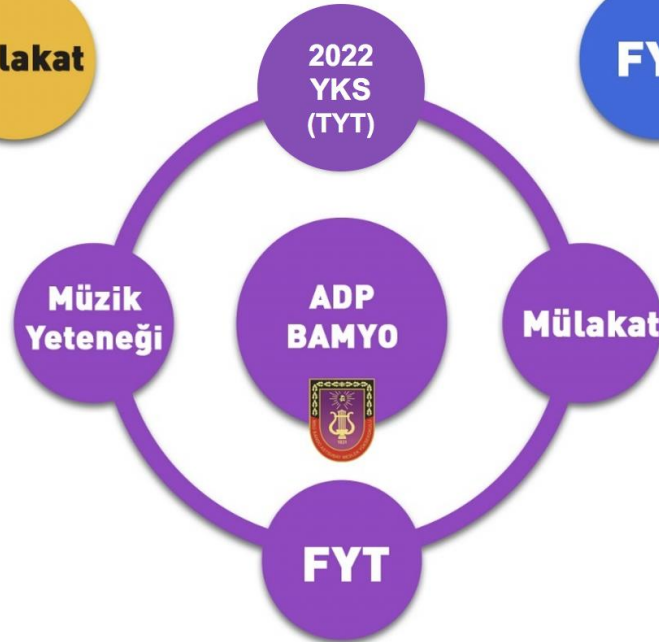 lakat
2022
YKS
(TYT)
FY
Müzik
Yeteneği
ADP
BAMYO
Mülakat
FYT